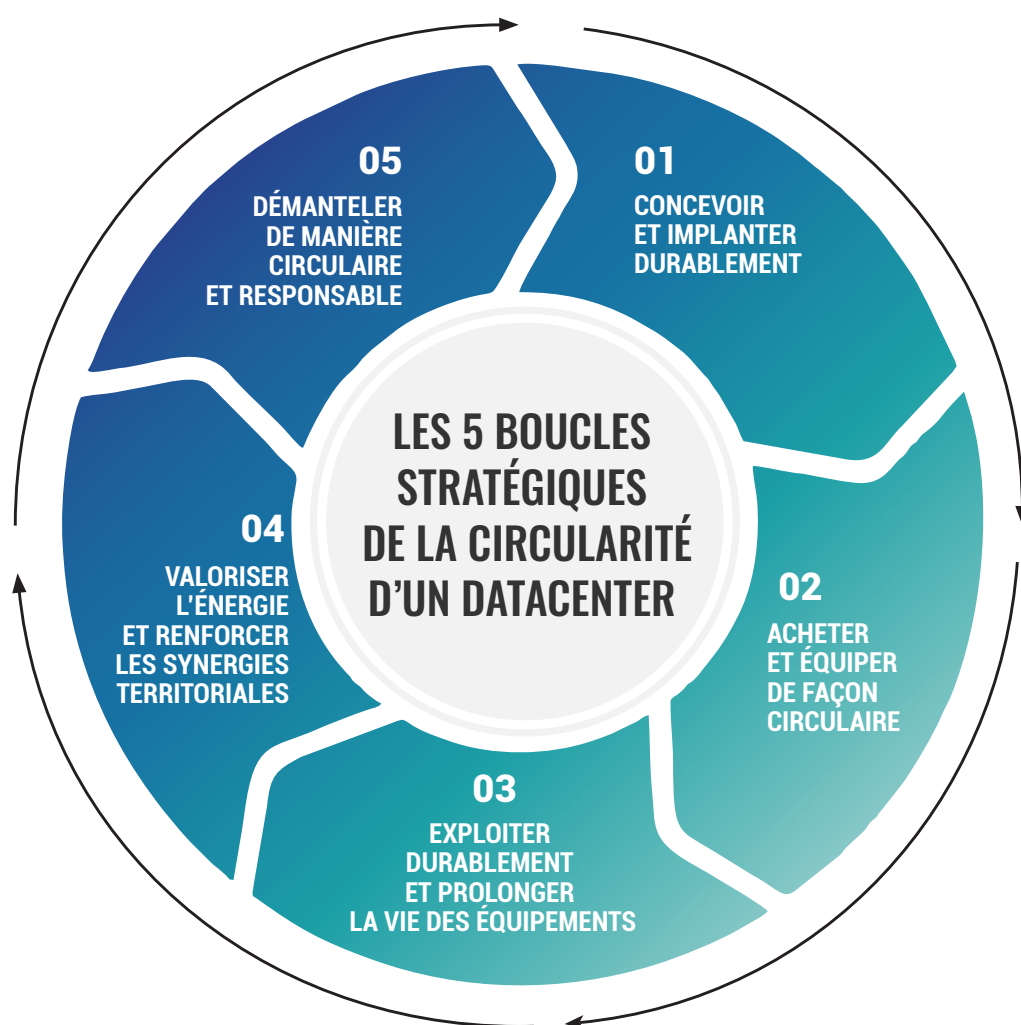 LES 5 BOUCLES
STRATÉGIQUES
DE LA CIRCULARITÉ
D'UN DATACENTER
01
CONCEVOIR
ET IMPLANTER
DURABLEMENT
02
ACHETER
ET ÉQUIPER
DE FAÇON
CIRCULAIRE
03
EXPLOITER
DURABLEMENT
ET PROLONGER
LA VIE DES ÉQUIPEMENTS
04
VALORISER
L'ÉNERGIE
ET RENFORCER
LES SYNERGIES
TERRITORIALES
05
DÉMANTELER
DE MANIÈRE
CIRCULAIRE
ET RESPONSABLE